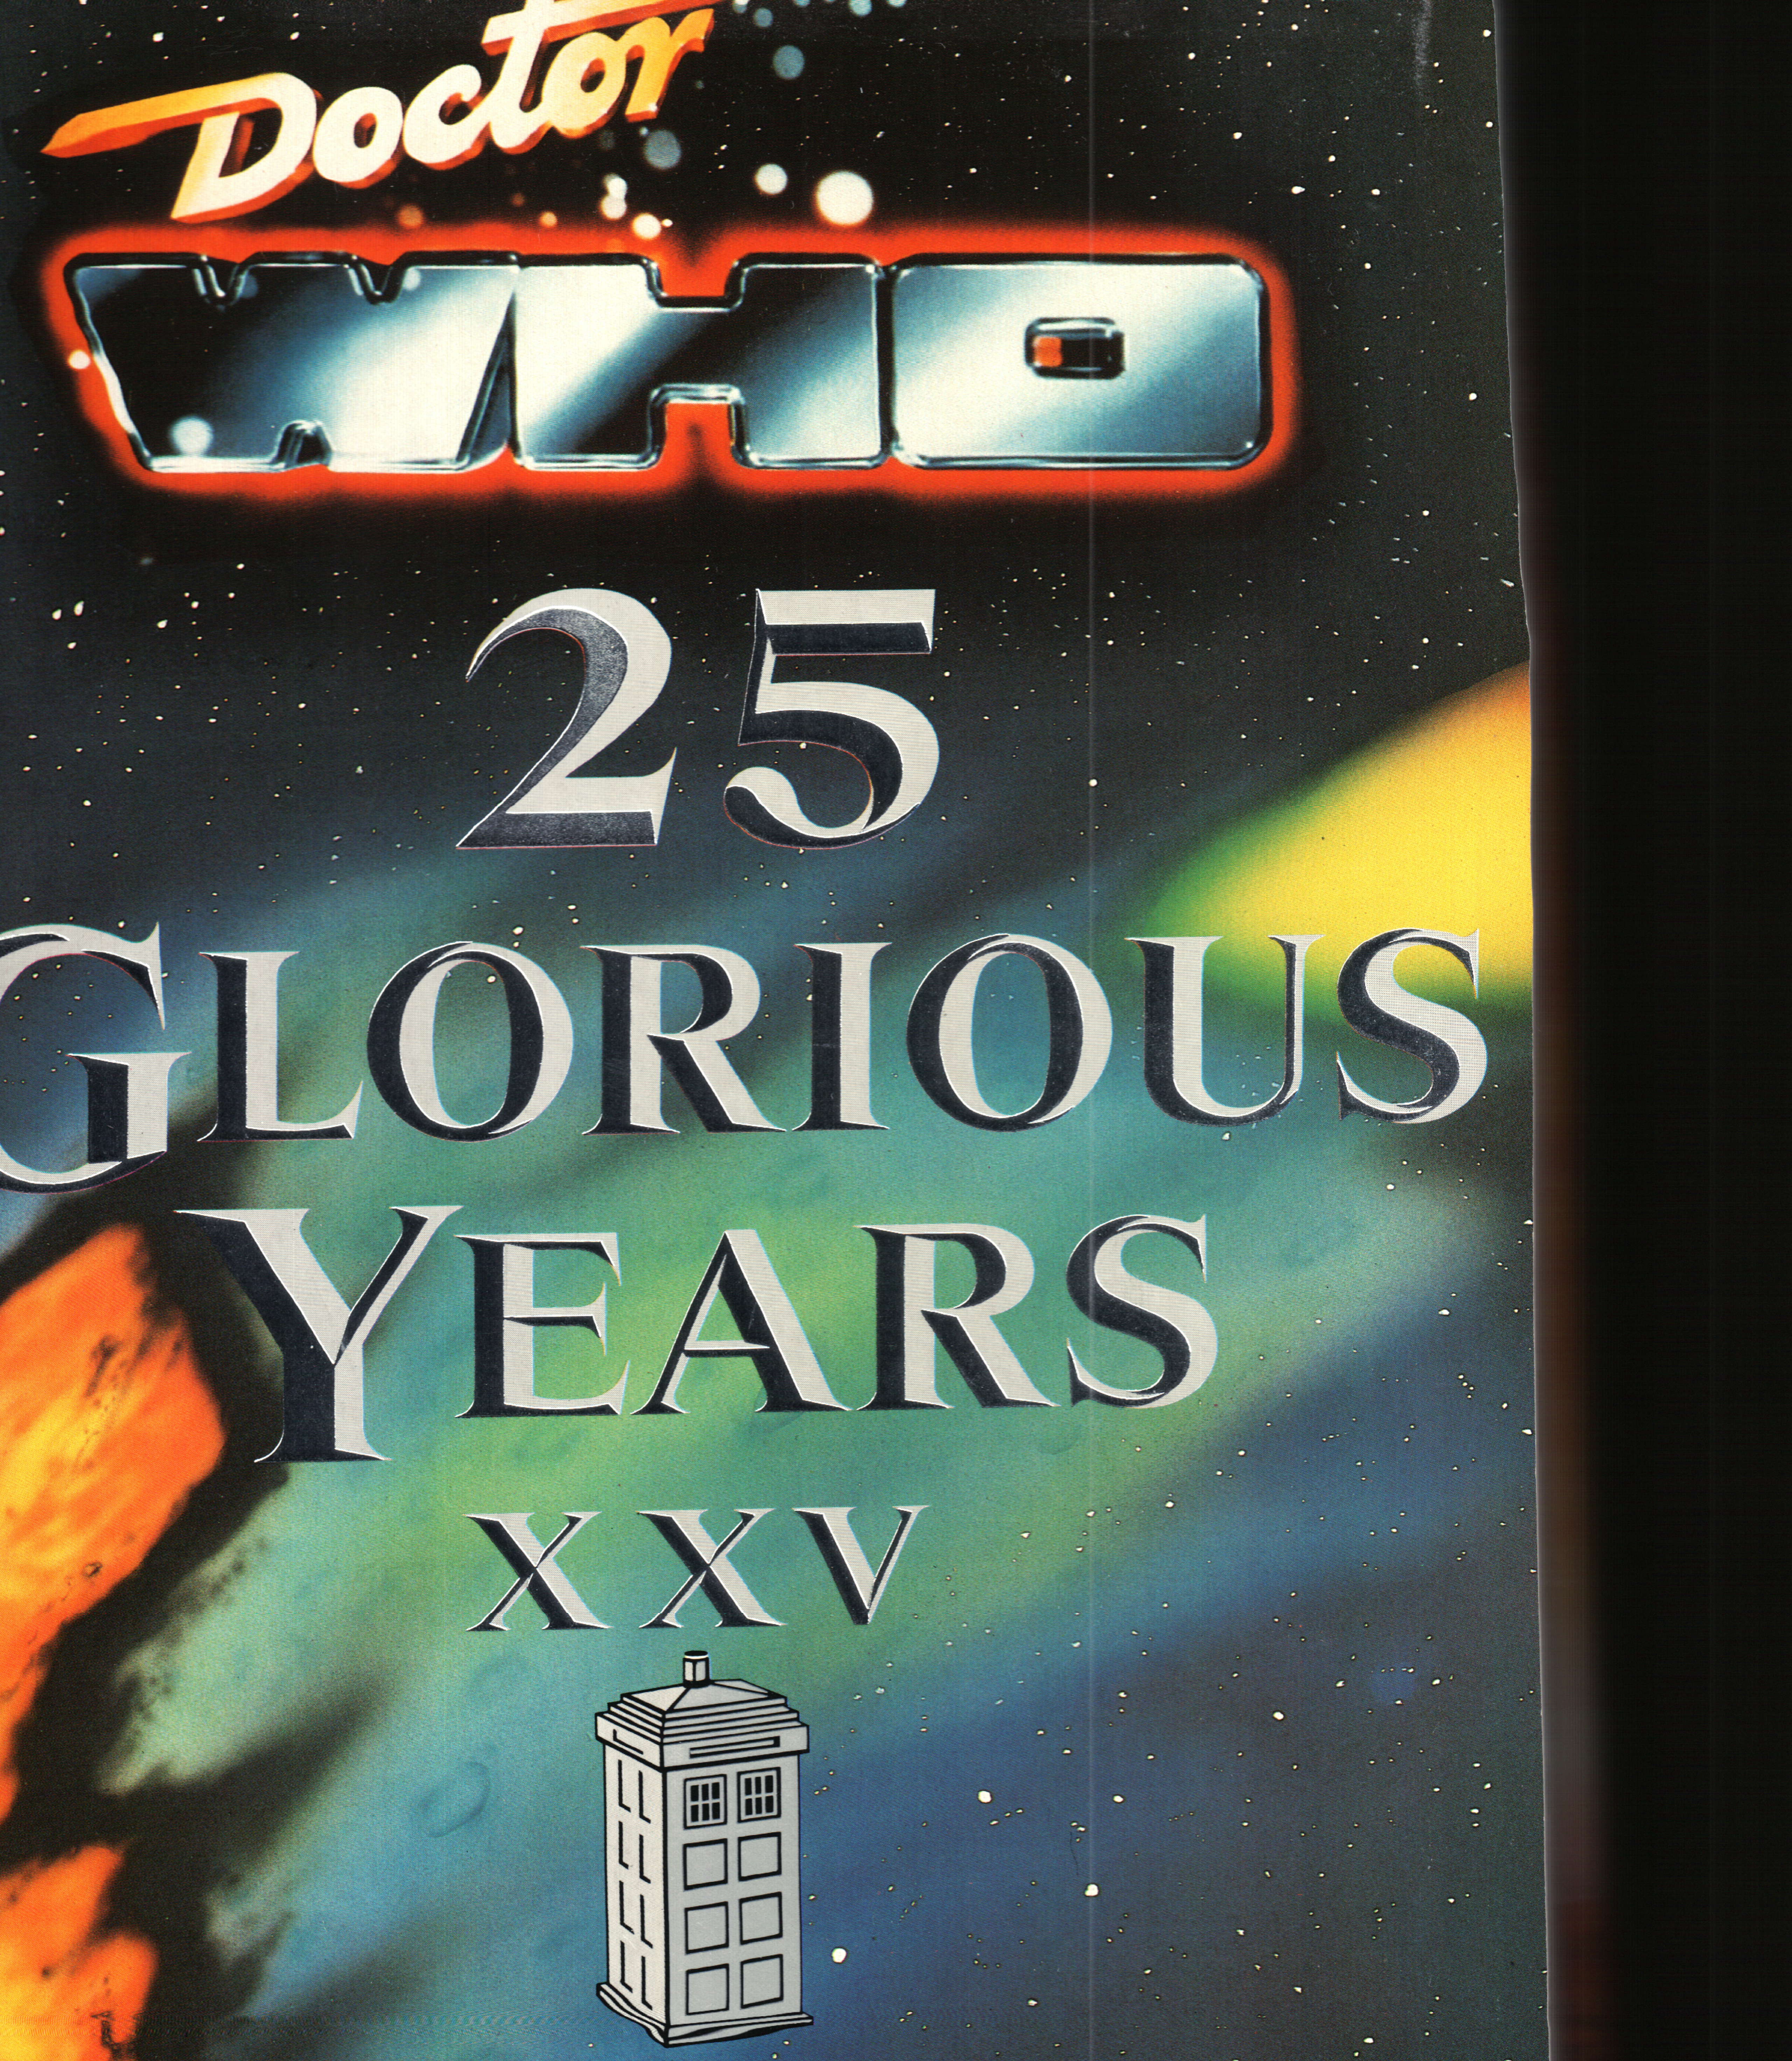 Doctor
WHO
25
GLORIOUS
YEARS
XXV